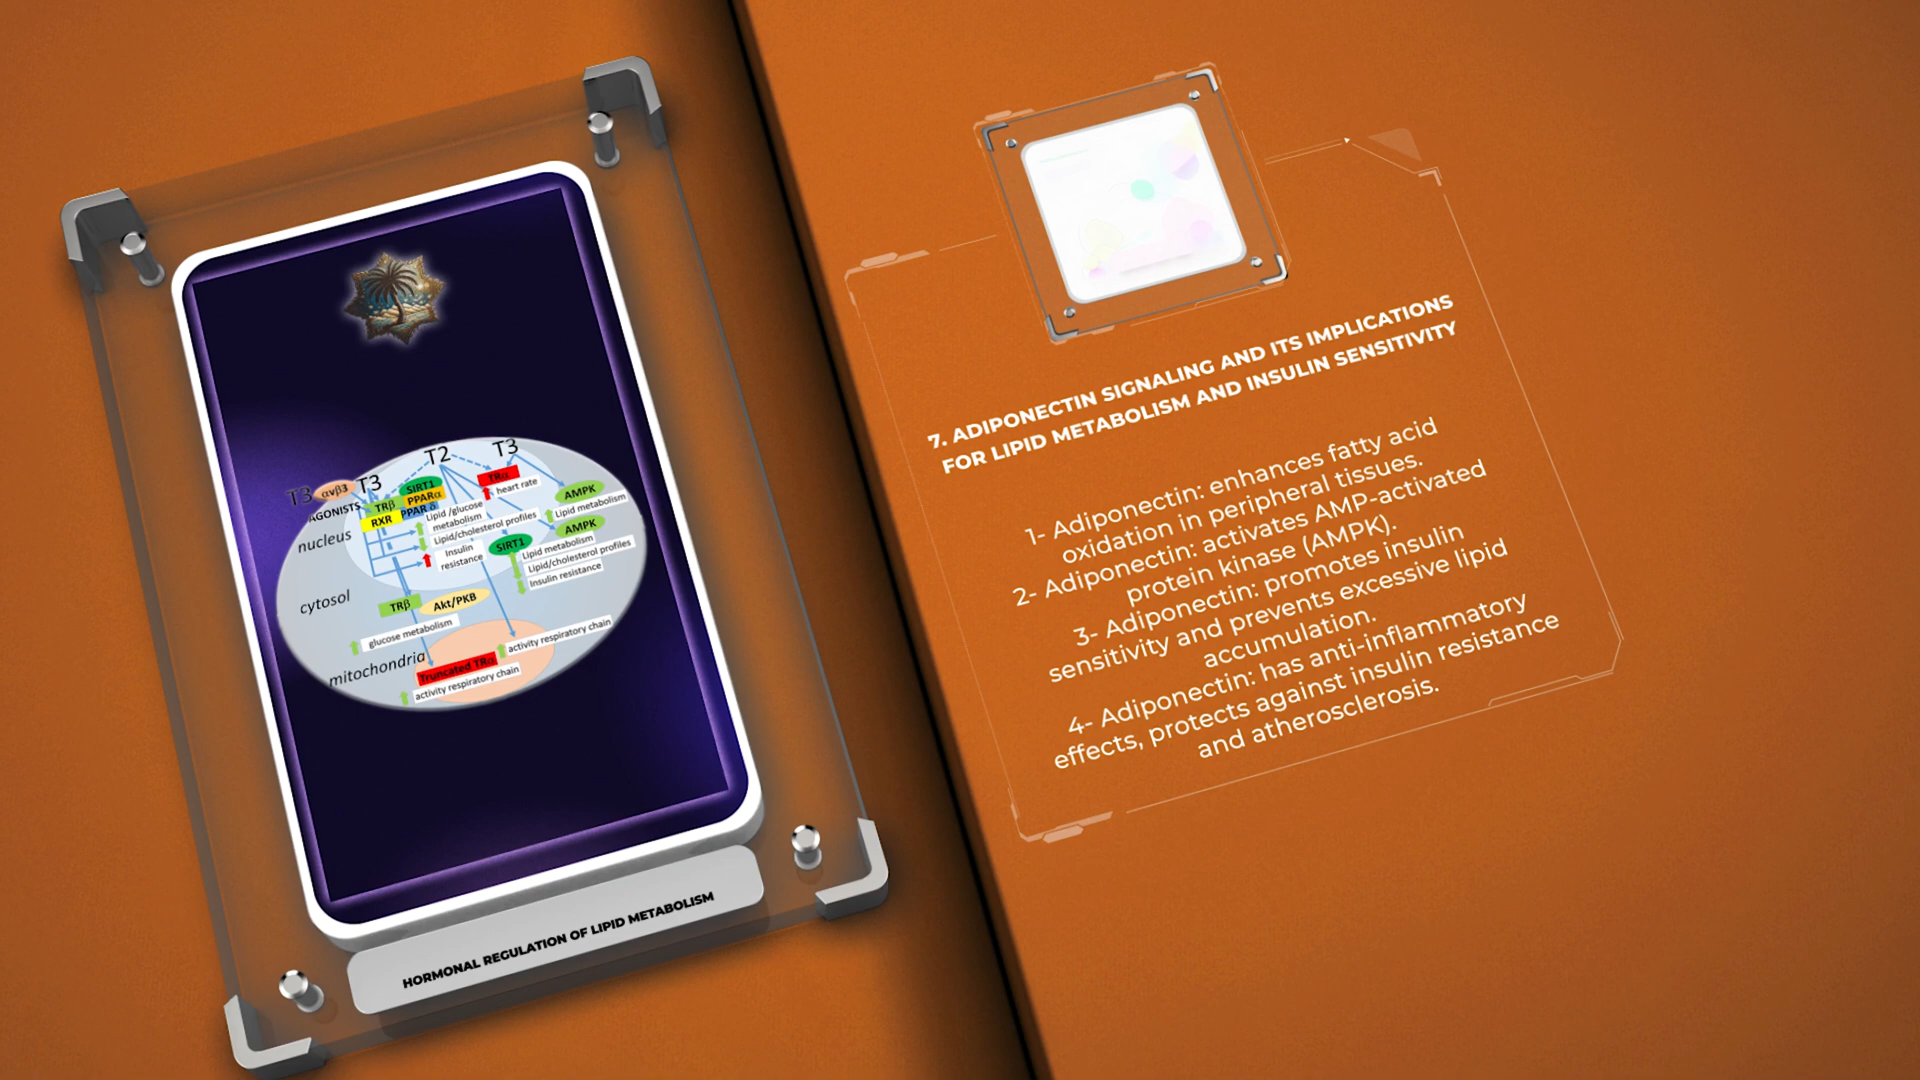 T2
T3
T3
αvβ3
T3
AGONISTS
SIRT1
PPARα
PPAR δ
TRβ
RXR
TRα
heart rate
AMPK
Lipid metabolism
AMPK
nucleus
Lipid /glucose
metabolism
Lipid/cholesterol profiles
Insulin
resistance
SIRT1
Lipid metabolism
Lipid/cholesterol profiles
Insulin resistance
cytosol
TRβ
Akt/PKB
glucose metabolism
activity respiratory chain
mitochondria
Truncated TRα
activity respiratory chain
HORMONAL REGULATION OF LIPID METABOLISM
7. ADIPONECTIN SIGNALING AND ITS IMPLICATIONS
FOR LIPID METABOLISM AND INSULIN SENSITIVITY
1- Adiponectin: enhances fatty acid
oxidation in peripheral tissues.
2- Adiponectin: activates AMP-activated
protein kinase (AMPK).
3- Adiponectin: promotes insulin
sensitivity and prevents excessive lipid
accumulation.
4- Adiponectin: has anti-inflammatory
effects, protects against insulin resistance
and atherosclerosis.